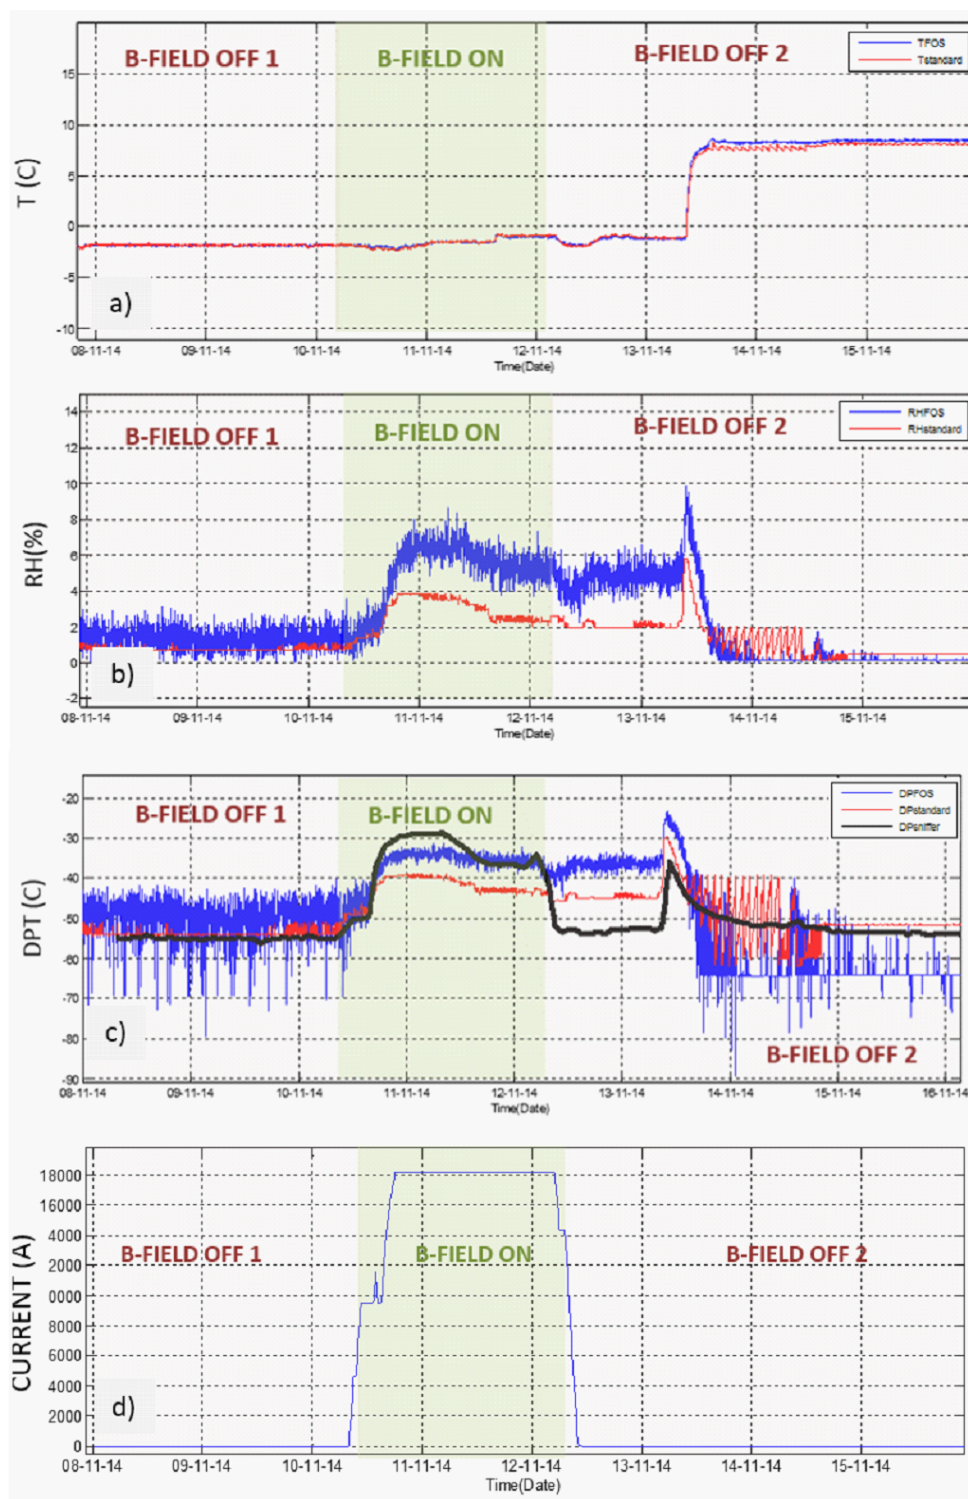 B-FIELD OFF 1
B-FIELD ON
B-FIELD OFF 2
TFOS
Tstandard
15
10
5
0
-5
-10
T (C)
a)
08-11-14 09-11-14 10-11-14 11-11-14 12-11-14 13-11-14 14-11-14 15-11-14
Time(Date)
B-FIELD OFF 1
B-FIELD ON
B-FIELD OFF 2
RHFOS
RHstandard
14
12
10
8
6
4
2
0
-2
RH(%)
b)
08-11-14 09-11-14 10-11-14 11-11-14 12-11-14 13-11-14 14-11-14 15-11-14
Time(Date)
B-FIELD OFF 1
B-FIELD ON
DPFOS
DPstandard
DPsniffer
-20
-30
-40
-50
-60
-70
-80
-90
DPT (C)
c)
B-FIELD OFF 2
08-11-14 09-11-14 10-11-14 11-11-14 12-11-14 13-11-14 14-11-14 15-11-14 16-11-14
Time(Date)
18000
16000
4000
2000
0000
8000
6000
4000
2000
0
CURRENT (A)
B-FIELD OFF 1
B-FIELD ON
B-FIELD OFF 2
d)
08-11-14 09-11-14 10-11-14 11-11-14 12-11-14 13-11-14 14-11-14 15-11-14
Time(Date)